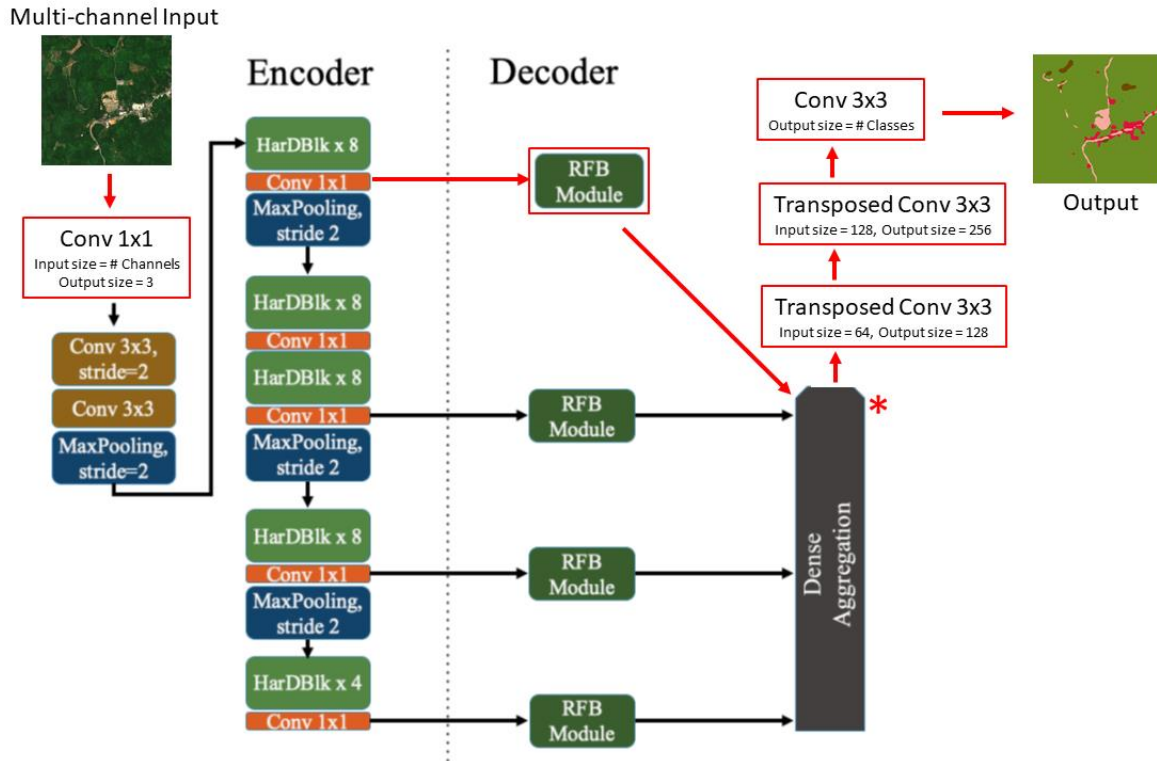 Multi-channel Input
Conv 1x1
Input size = # Channels
Output size = 3
Conv 3x3,
stride=2
Conv 3x3
MaxPooling,
stride=2
Encoder
HarDBlk x 8
Conv 1x1
MaxPooling,
stride 2
HarDBlk x 8
Conv 1x1
HarDBlk x 8
Conv 1x1
MaxPooling,
stride 2
HarDBlk x 8
Conv 1x1
MaxPooling,
stride 2
HarDBlk x 4
Conv 1x1
Decoder
RFB
Module
RFB
Module
RFB
Module
RFB
Module
Dense
Aggregation
*
Transposed Conv 3x3
Input size = 64, Output size = 128
Transposed Conv 3x3
Input size = 128, Output size = 256
Conv 3x3
Output size = # Classes
Output